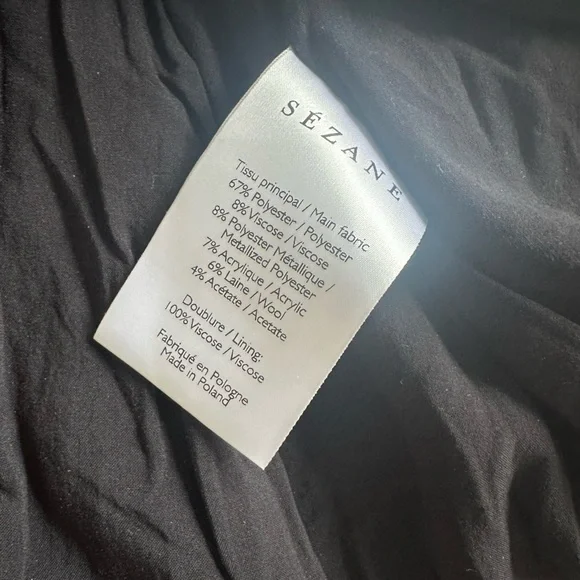 SÉZANE
Tissu principal / Main fabric
67% Polyester / Polyester
8% Viscose / Viscose
8% Polyester Métallique /
Metallized Polyester
7% Acrylique / Acrylic
6% Laine / Wool
4% Acétate / Acetate
Doublure / Lining:
100% Viscose / Viscose
Fabriqué en Pologne
Made in Poland